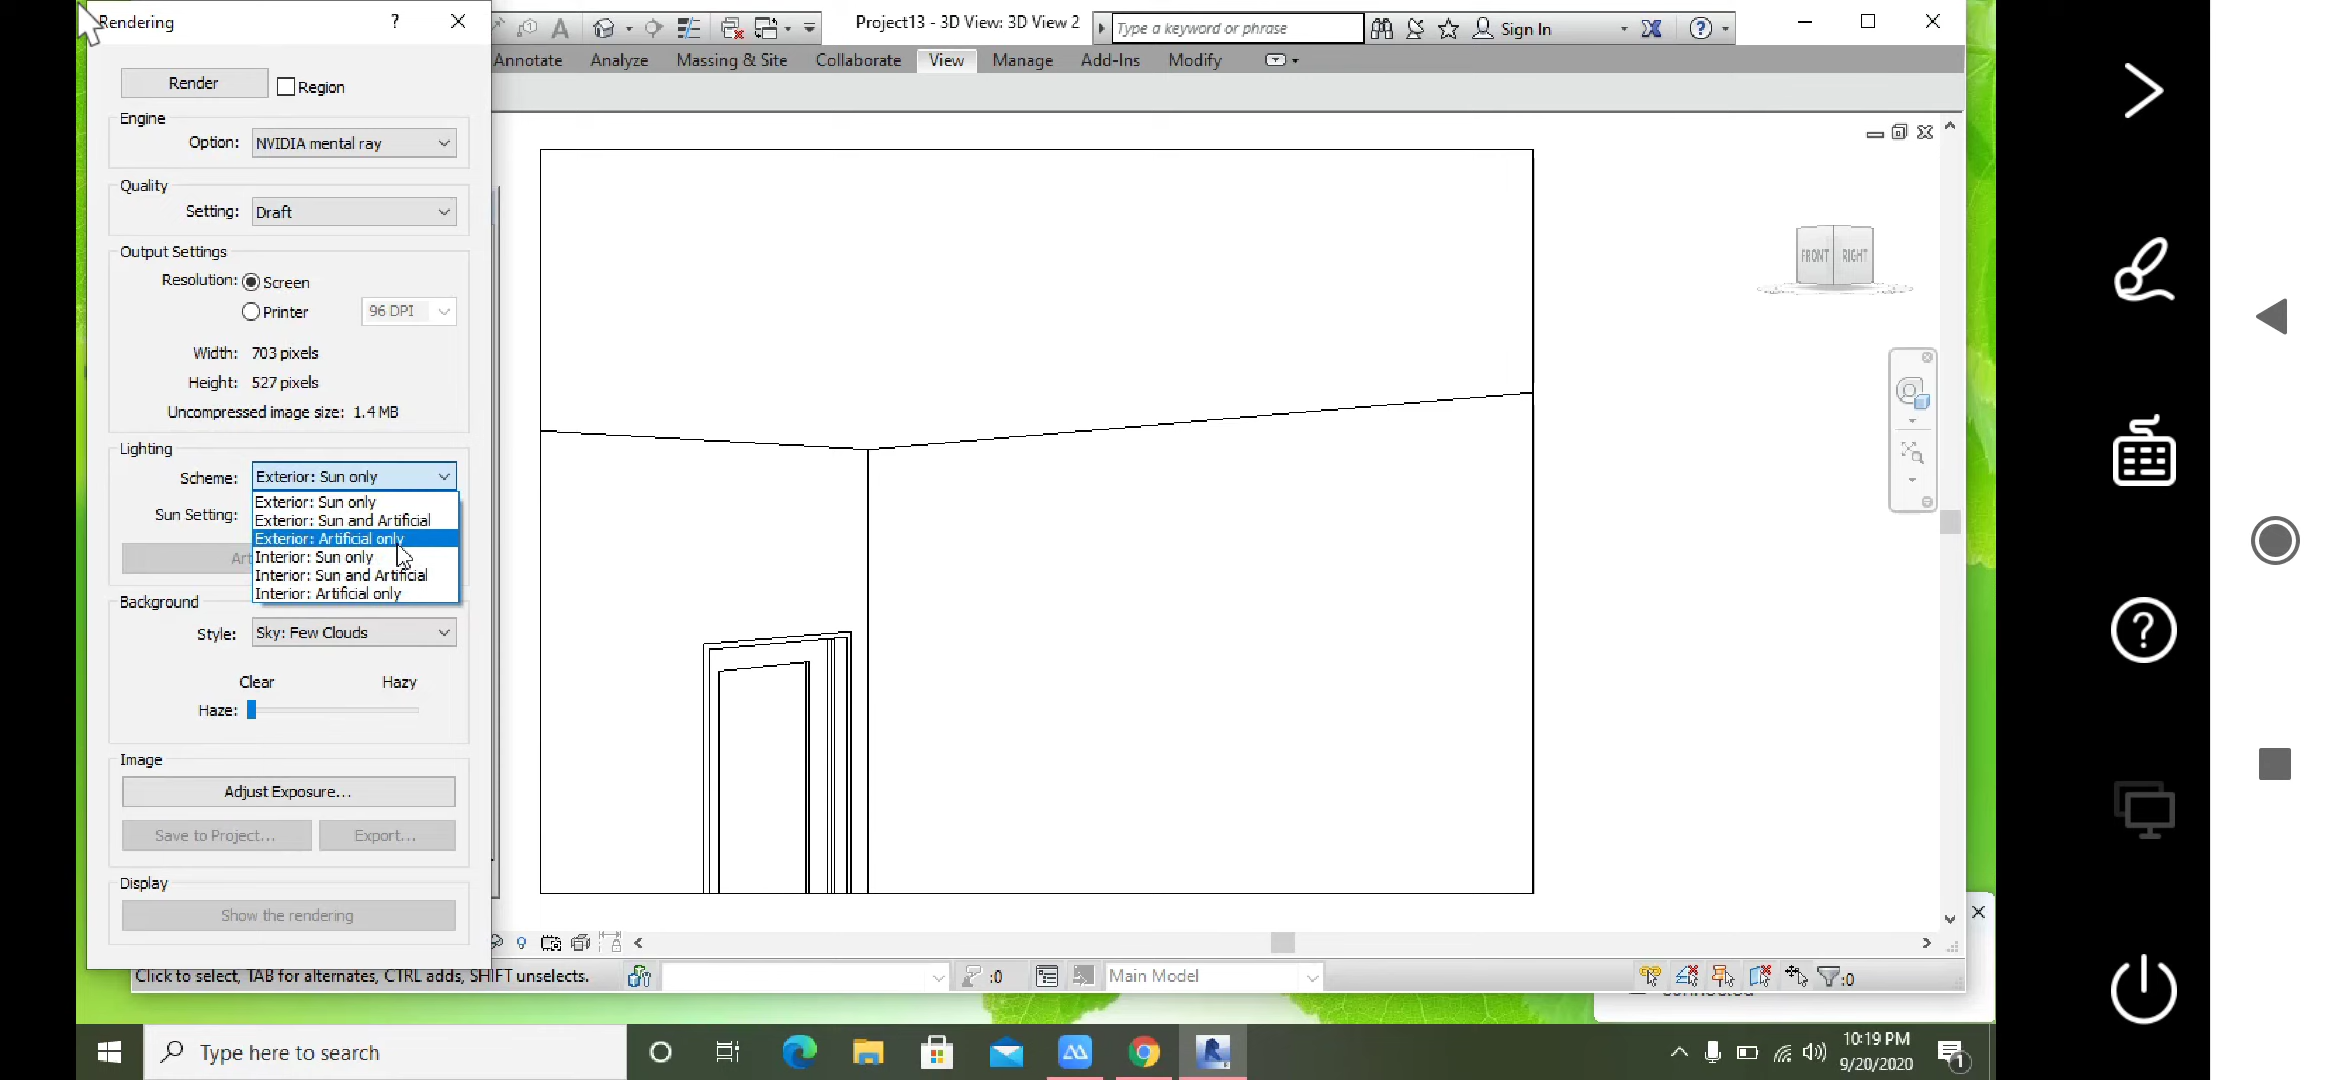 Rendering
?
Project13 - 3D View: 3D View 2
Type a keyword or phrase
Sign In
Annotate
Analyze
Massing & Site
Collaborate
View
Manage
Add-Ins
Modify
Render
Region
Engine
Option:
NVIDIA mental ray
Quality
Setting:
Draft
Output Settings
Resolution:
Screen
Printer
96 DPI
Width:
703 pixels
Height:
527 pixels
Uncompressed image size:
1.4 MB
Lighting
Scheme:
Exterior: Sun only
Exterior: Sun only
Exterior: Sun and Artificial
Exterior: Artificial only
Interior: Sun only
Interior: Sun and Artificial
Interior: Artificial only
Sun Setting:
Background
Style:
Sky: Few Clouds
Clear
Hazy
Haze:
Image
Adjust Exposure...
Save to Project...
Export...
Display
Show the rendering
FRONT
RIGHT
Click to select, TAB for alternates, CTRL adds, SHIFT unselects.
:0
Main Model
:0
Type here to search
10:19 PM
9/20/2020
1